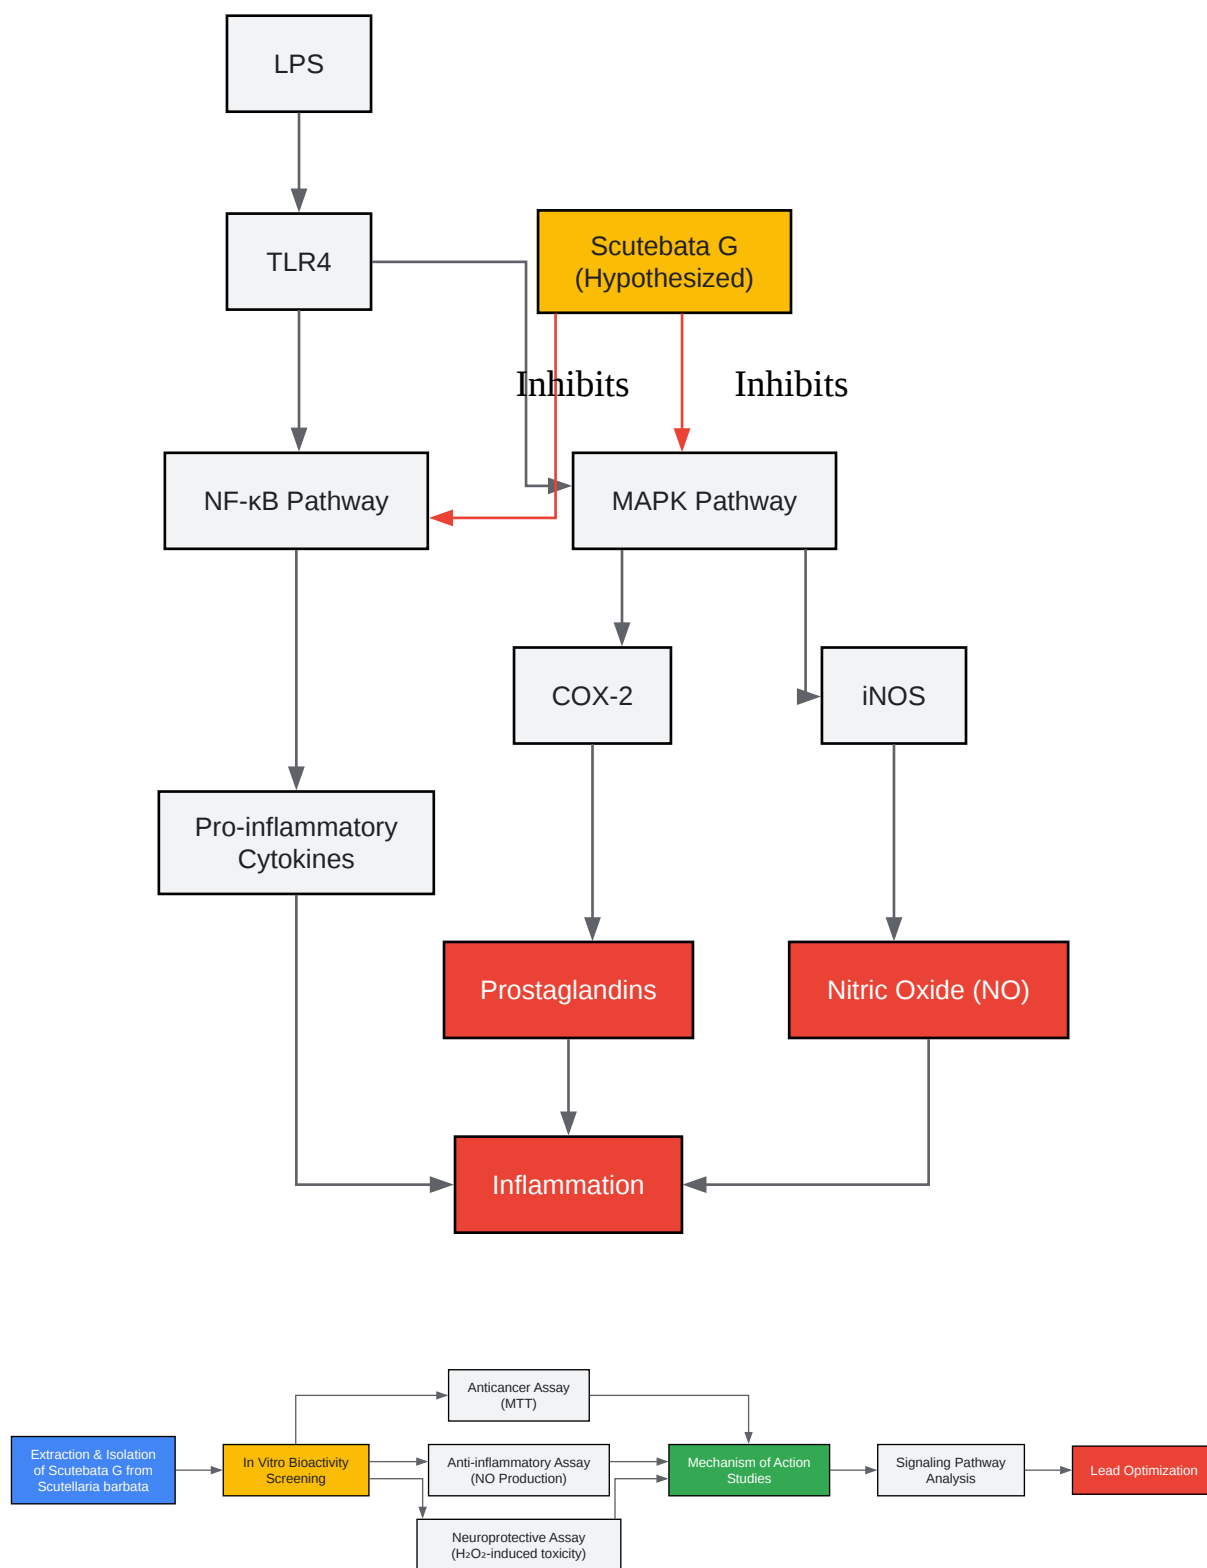 LPS
TLR4
Scutebata G
(Hypothesized)
Inhibits
Inhibits
NF-κB Pathway
MAPK Pathway
COX-2
iNOS
Pro-inflammatory
Cytokines
Prostaglandins
Nitric Oxide (NO)
Inflammation
Anticancer Assay
(MTT)
Extraction & Isolation
of Scutebata G from
Scutellaria barbata
In Vitro Bioactivity
Screening
Anti-inflammatory Assay
(NO Production)
Mechanism of Action
Studies
Signaling Pathway
Analysis
Lead Optimization
Neuroprotective Assay
(H₂O₂-induced toxicity)